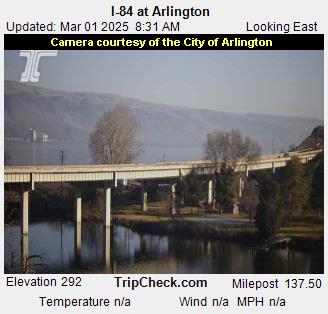 I-84 at Arlington
Updated: Mar 01 2025 8:31 AM Looking East
Camera courtesy of the City of Arlington
Elevation 292 TripCheck.com Milepost 137.50
Temperature n/a Wind n/a MPH n/a